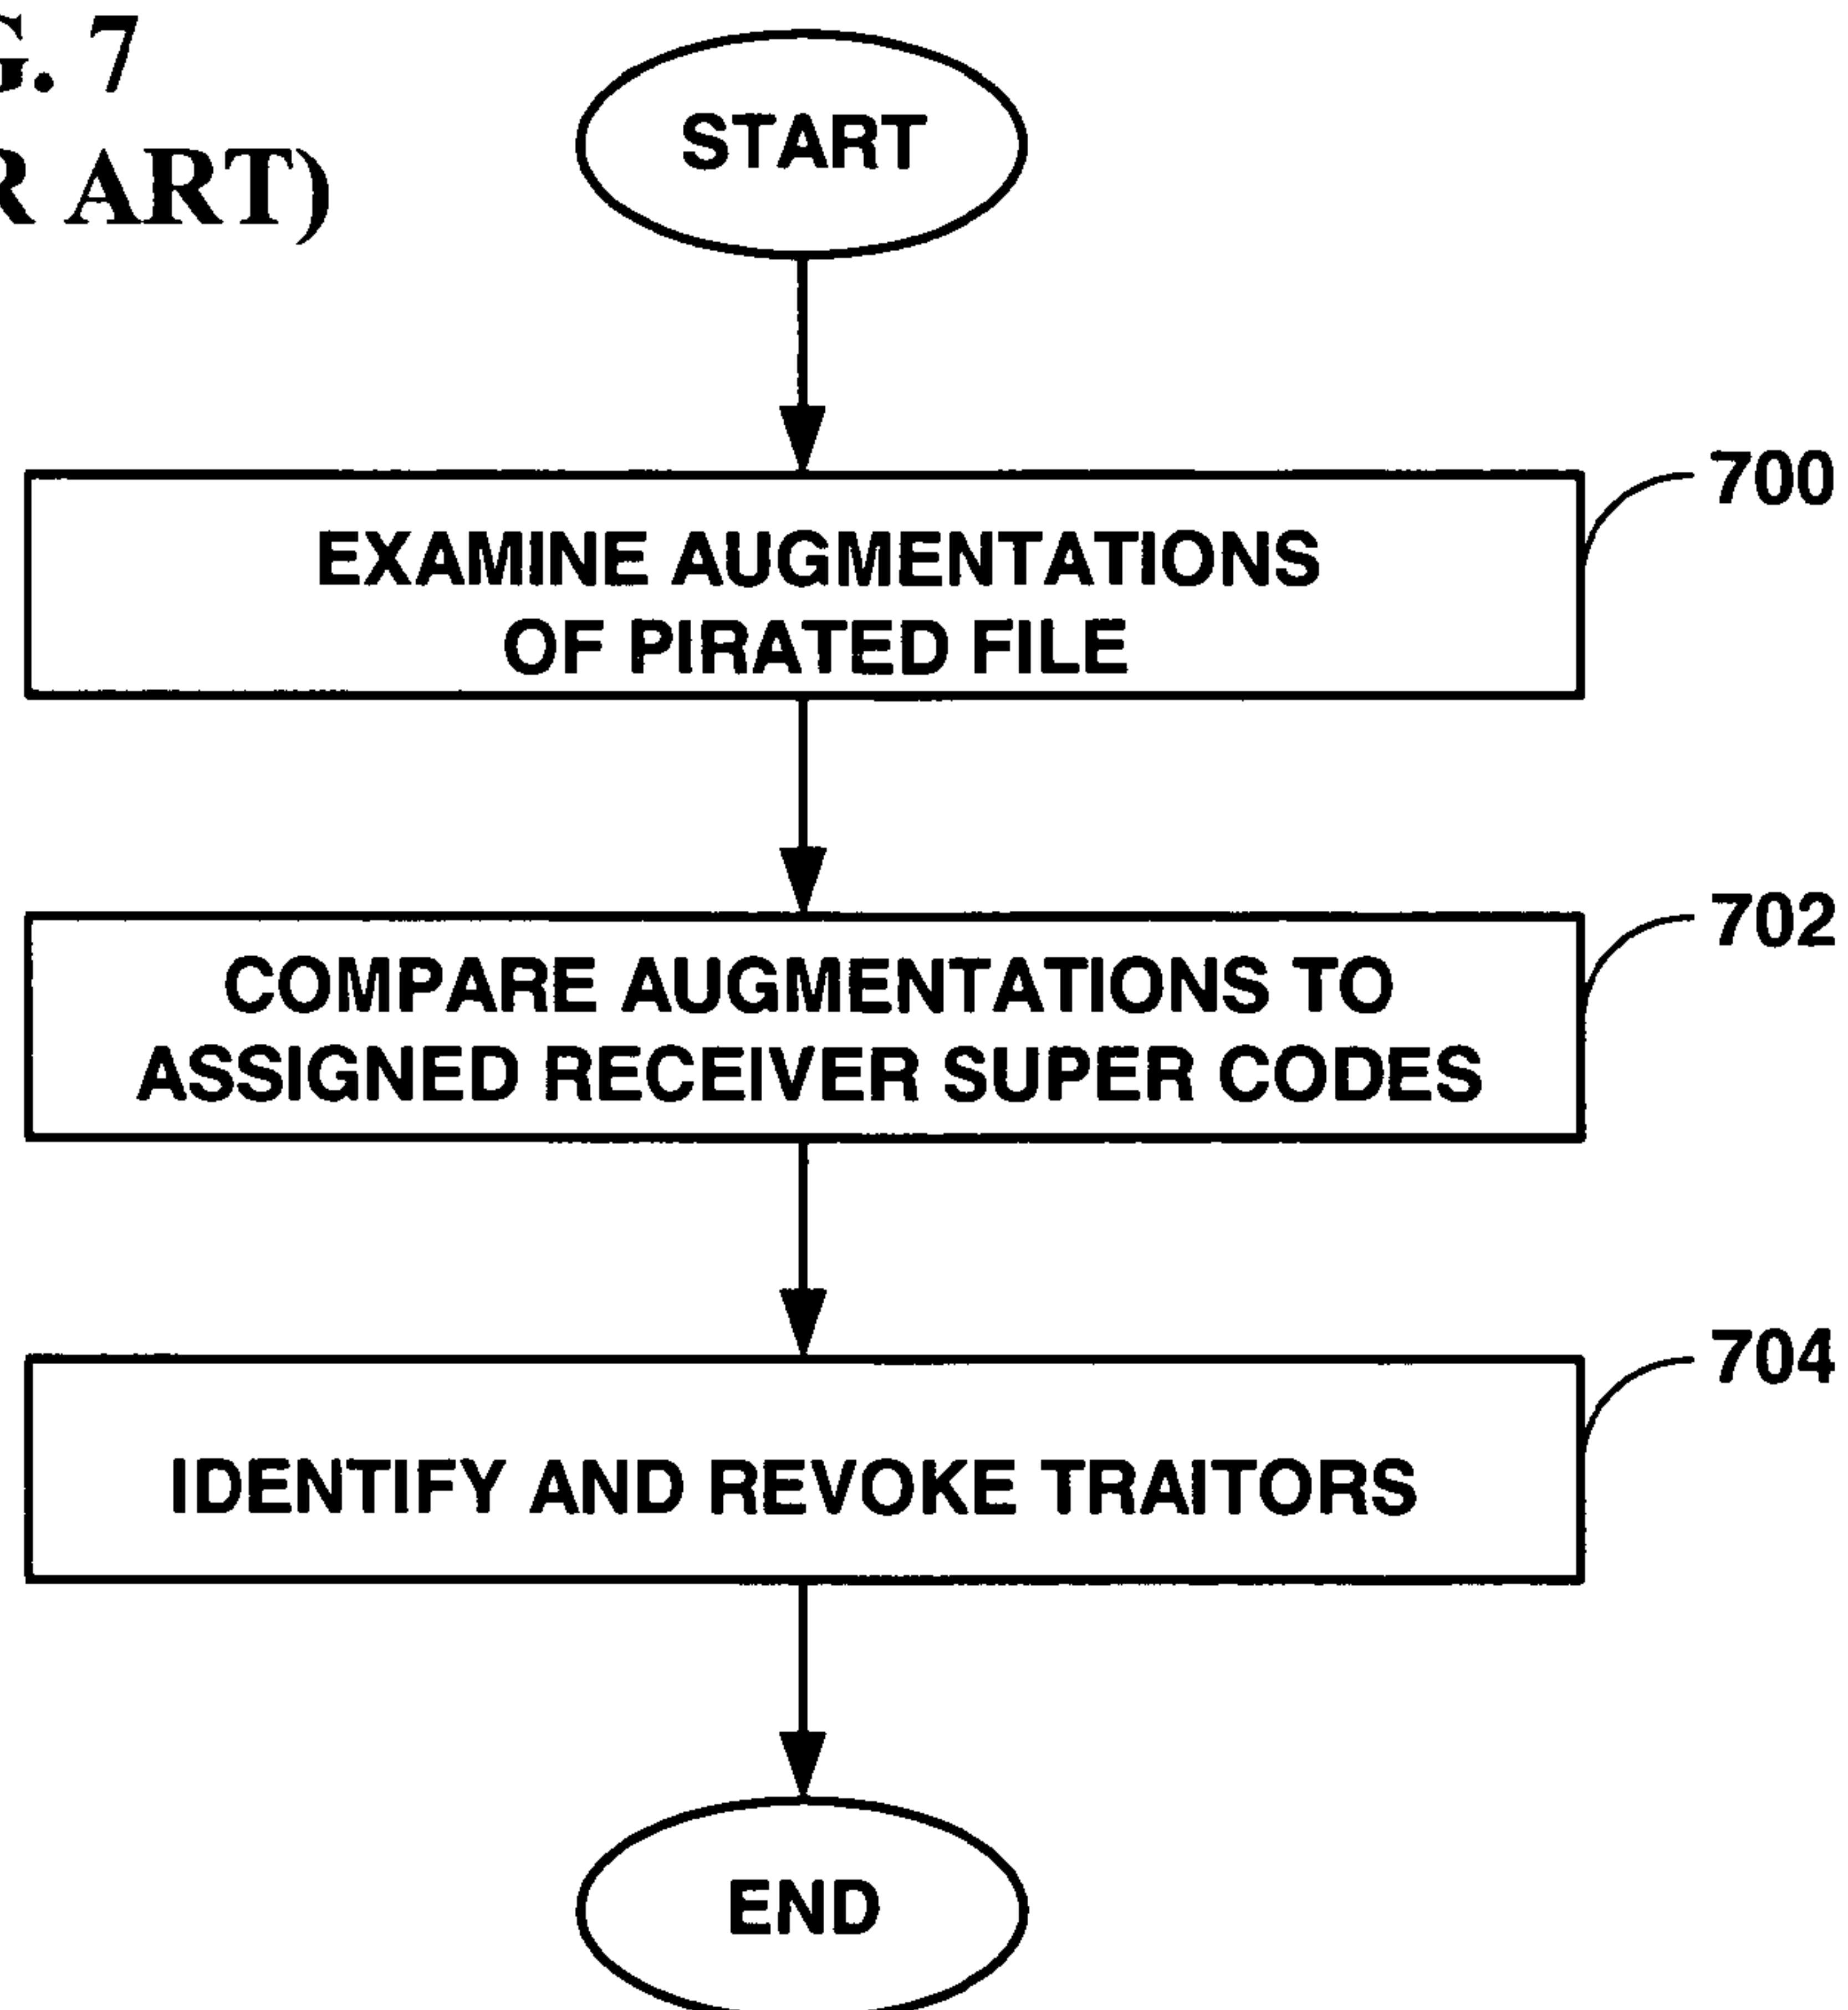 G. 7
R ART)
START
700
EXAMINE AUGMENTATIONS
OF PIRATED FILE
702
COMPARE AUGMENTATIONS TO
ASSIGNED RECEIVER SUPER CODES
704
IDENTIFY AND REVOKE TRAITORS
END